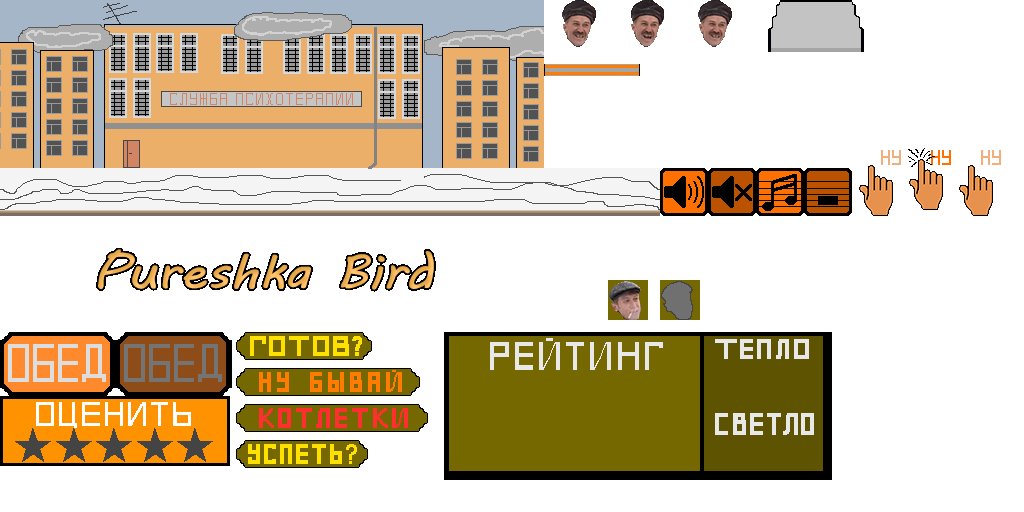 СЛУЖБА ПСИХОТЕРАПИИ
НУ НУ НУ
Pureshka Bird
ОБЕД ОБЕД
ОЦЕНИТЬ
ГОТОВ?
НУ БЫВАЙ
КОТЛЕТКИ
УСПЕТЬ?
РЕЙТИНГ
ТЕПЛО
СВЕТЛО